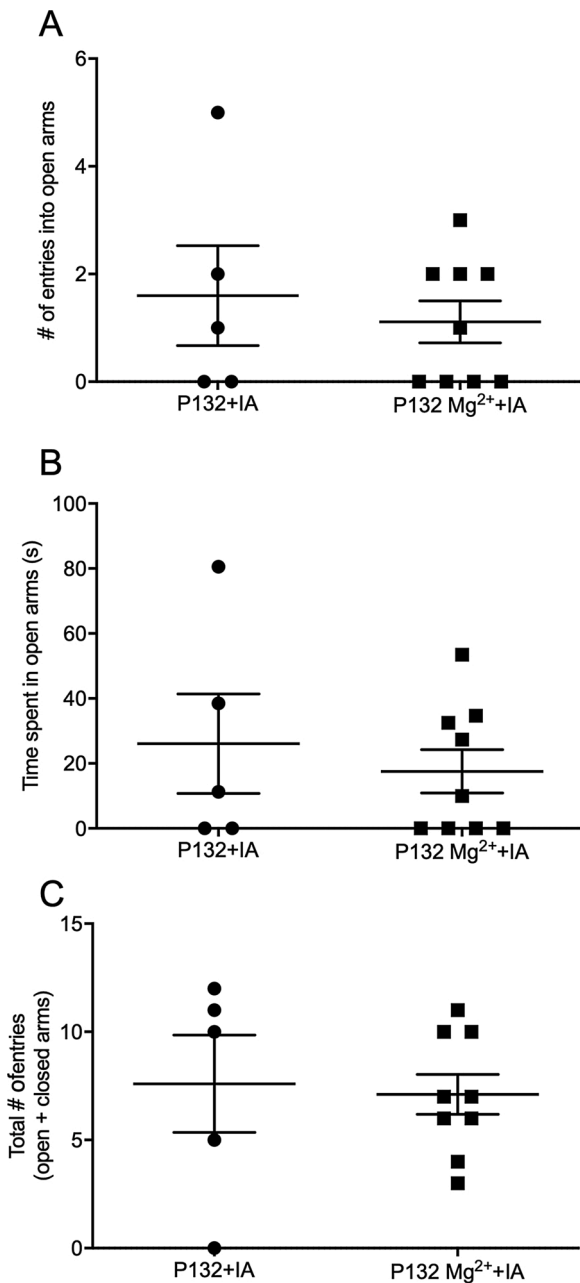 A
# of entries into open arms
6
4
2
0
P132+IA
P132 Mg²⁺+IA
B
Time spent in open arms (s)
100
80
60
40
20
0
P132+IA
P132 Mg²⁺+IA
C
Total # ofentries
(open + closed arms)
15
10
5
0
P132+IA
P132 Mg²⁺+IA